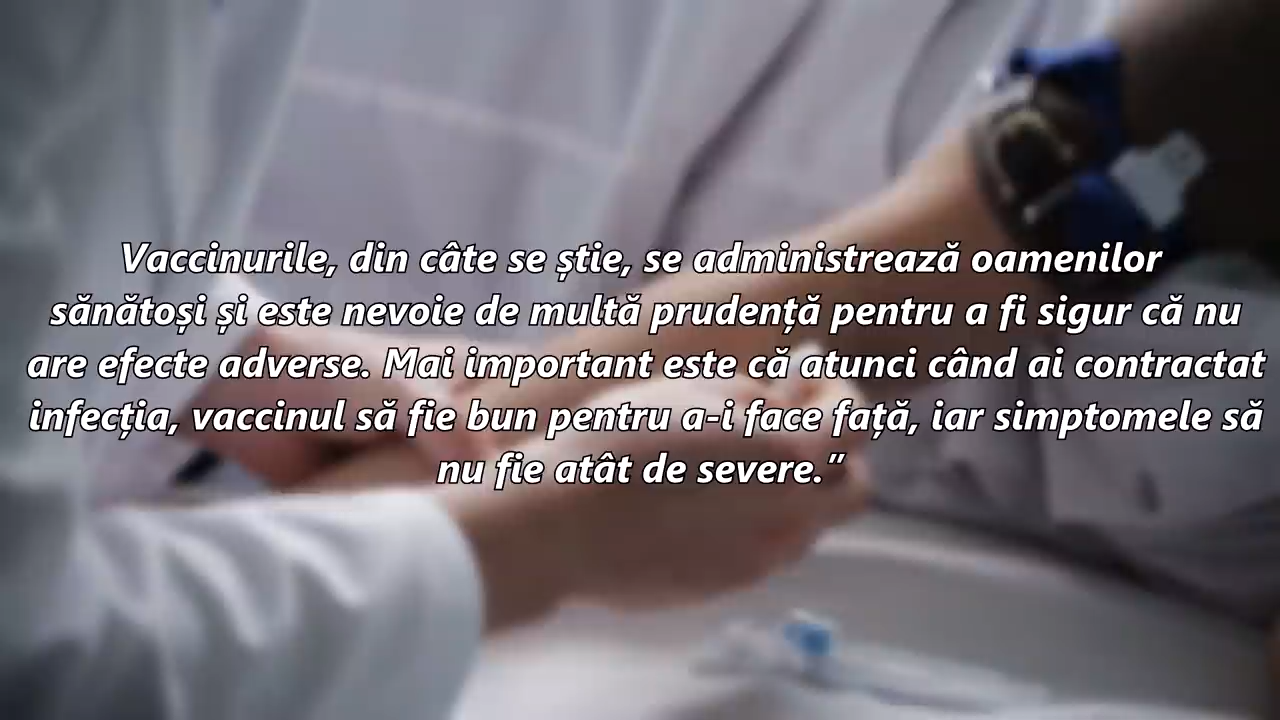 Vaccinurile, din câte se știe, se administrează oamenilor
sănătoși și este nevoie de multă prudență pentru a fi sigur că nu
are efecte adverse. Mai important este că atunci când ai contractat
infecția, vaccinul să fie bun pentru a-i face față, iar simptomele să
nu fie atât de severe.”